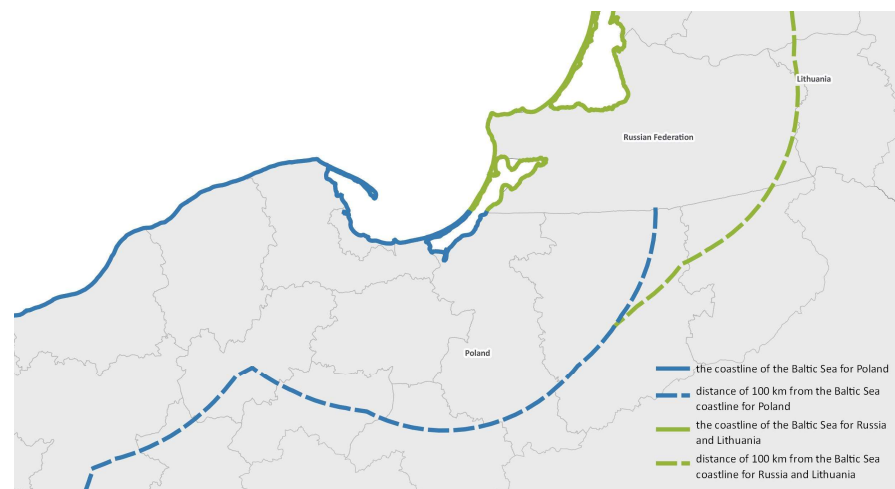 Lithuania
Russian Federation
Poland
the coastline of the Baltic Sea for Poland
distance of 100 km from the Baltic Sea
coastline for Poland
the coastline of the Baltic Sea for Russia
and Lithuania
distance of 100 km from the Baltic Sea
coastline for Russia and Lithuania